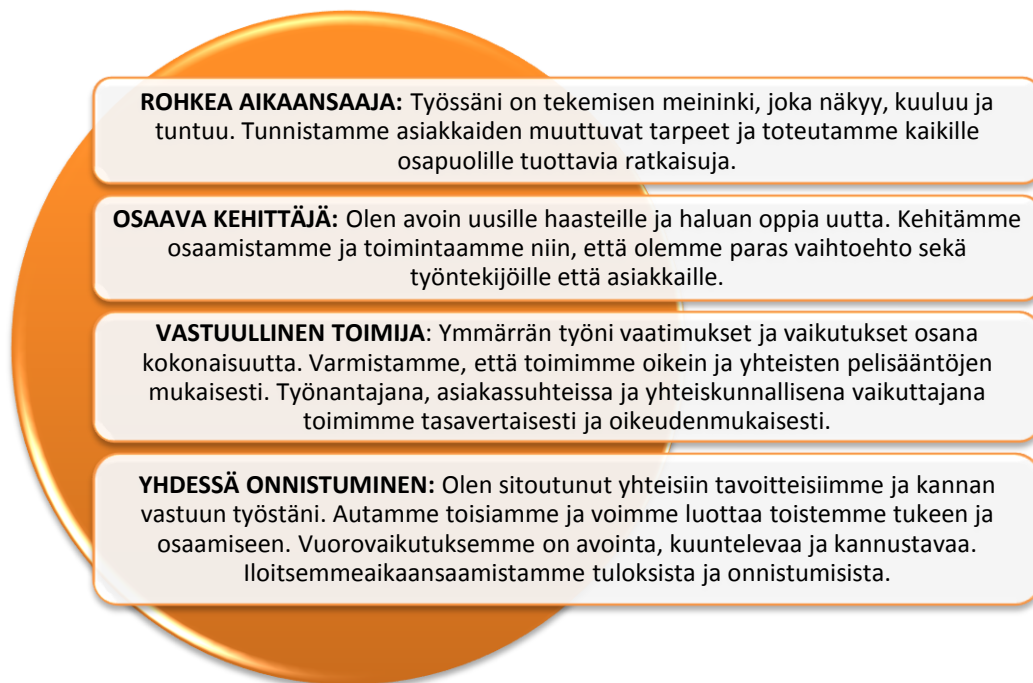 ROHKEA AIKAANSAAJA: Työssäni on tekemisen meininki, joka näkyy, kuuluu ja
tuntuu. Tunnistamme asiakkaiden muuttuvat tarpeet ja toteutamme kaikille
osapuolille tuottavia ratkaisuja.
OSAAVA KEHITTÄJÄ: Olen avoin uusille haasteille ja haluan oppia uutta. Kehitämme
osaamistamme ja toimintaamme niin, että olemme paras vaihtoehto sekä
työntekijöille että asiakkaille.
VASTUULLINEN TOIMIJA: Ymmärrän työni vaatimukset ja vaikutukset osana
kokonaisuutta. Varmistamme, että toimimme oikein ja yhteisten pelisääntöjen
mukaisesti. Työnantajana, asiakassuhteissa ja yhteiskunnallisena vaikuttajana
toimimme tasavertaisesti ja oikeudenmukaisesti.
YHDESSÄ ONNISTUMINEN: Olen sitoutunut yhteisiin tavoitteisiimme ja kannan
vastuun työstäni. Autamme toisiamme ja voimme luottaa toistemme tukeen ja
osaamiseen. Vuorovaikutuksemme on avointa, kuuntelevaa ja kannustavaa.
Iloitsemmeaikaansaamistamme tuloksista ja onnistumisista.